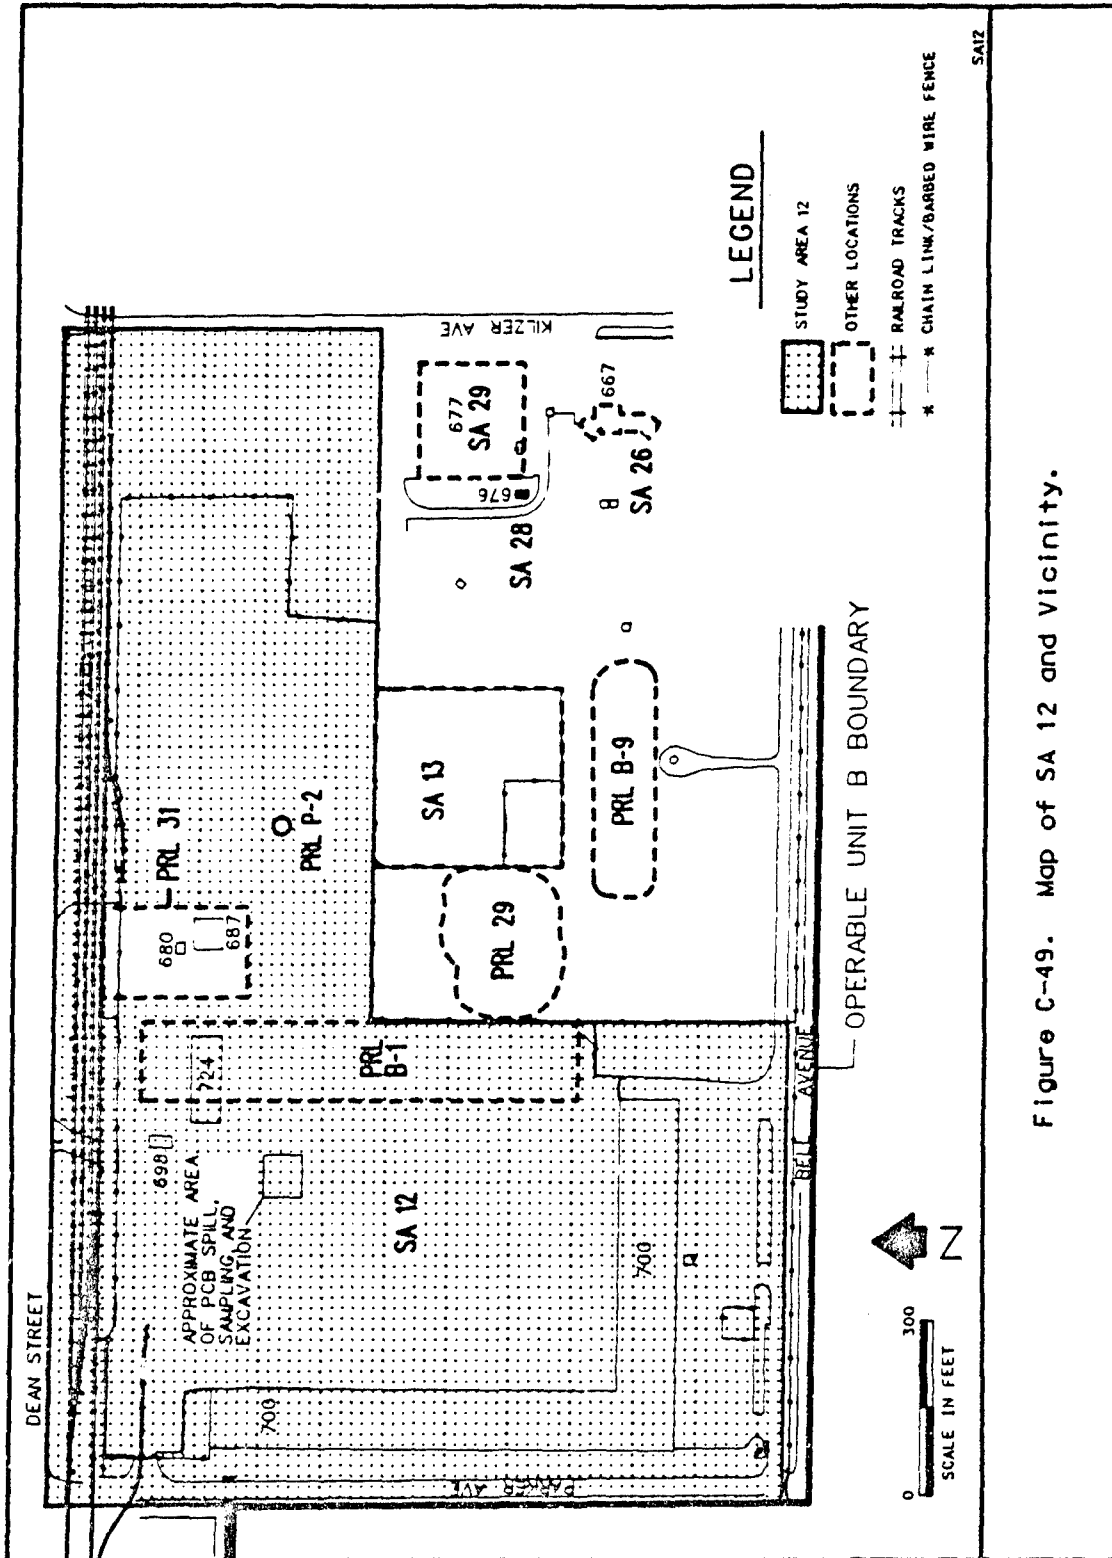 DEAN STREET
APPROXIMATE AREA
OF PCB SPILL,
SAMPLING AND
EXCAVATION
698
724
680
687
PRL 31
PRL P-2
PRL
B-1
SA 12
700
700
PARKER AVE
PRL 29
SA 13
PRL B-9
SA 28
676
677
SA 29
SA 26
667
KILZER AVE
BELL AVENUE
OPERABLE UNIT B BOUNDARY
LEGEND
STUDY AREA 12
OTHER LOCATIONS
RAILROAD TRACKS
CHAIN LINK/BARBED WIRE FENCE
0 300
SCALE IN FEET
N
SA12
Figure C-49. Map of SA 12 and Vicinity.